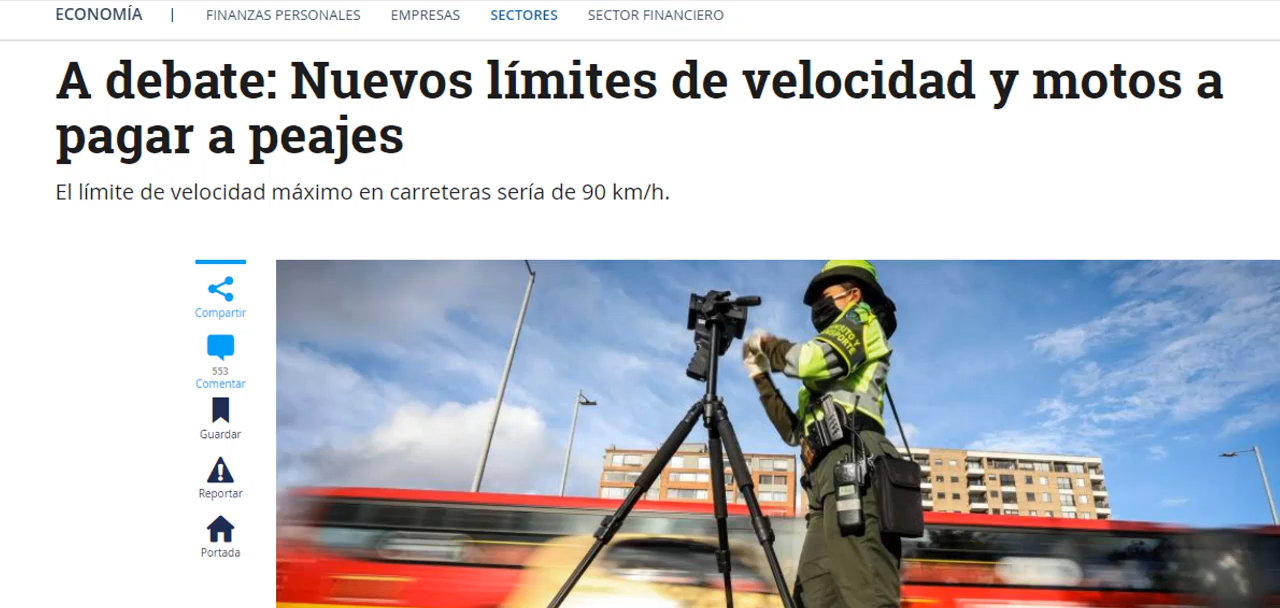 ECONOMÍA | FINANZAS PERSONALES EMPRESAS SECTORES SECTOR FINANCIERO
A debate: Nuevos límites de velocidad y motos a
pagar a peajes
El límite de velocidad máximo en carreteras sería de 90 km/h.
Compartir
553
Comentar
Guardar
Reportar
Portada